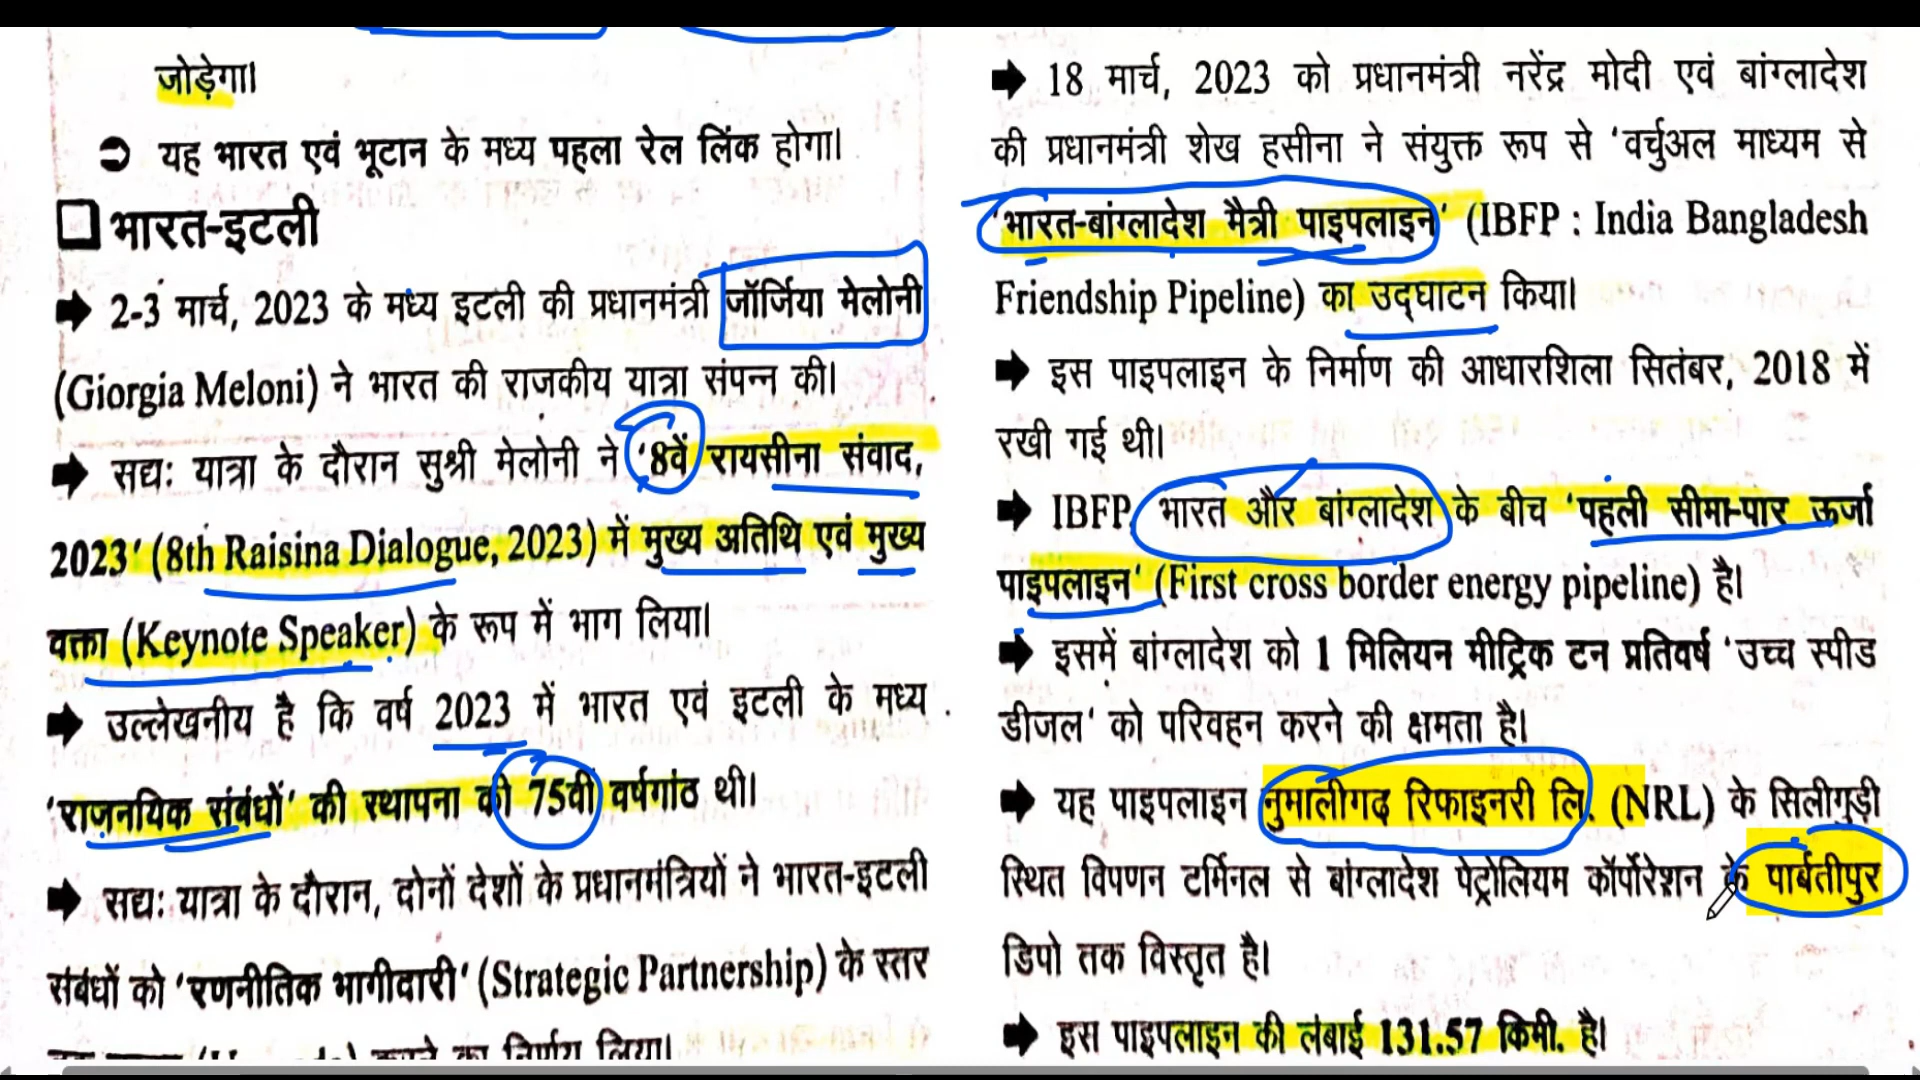 जोड़ेगा।
➲ यह भारत एवं भूटान के मध्य पहला रेल लिंक होगा।
❑ भारत-इटली
➡ 2-3 मार्च, 2023 के मध्य इटली की प्रधानमंत्री जॉर्जिया मेलोनी
(Giorgia Meloni) ने भारत की राजकीय यात्रा संपन्न की।
➡ सद्यः यात्रा के दौरान सुश्री मेलोनी ने '8वें रायसीना संवाद,
2023' (8th Raisina Dialogue, 2023) में मुख्य अतिथि एवं मुख्य
वक्ता (Keynote Speaker) के रूप में भाग लिया।
➡ उल्लेखनीय है कि वर्ष 2023 में भारत एवं इटली के मध्य
'राजनयिक संबंधों' की स्थापना की 75वीं वर्षगांठ थी।
➡ सद्यः यात्रा के दौरान, दोनों देशों के प्रधानमंत्रियों ने भारत-इटली
संबंधों को 'रणनीतिक भागीदारी' (Strategic Partnership) के स्तर
करने का निर्णय लिया।
➡ 18 मार्च, 2023 को प्रधानमंत्री नरेंद्र मोदी एवं बांग्लादेश
की प्रधानमंत्री शेख हसीना ने संयुक्त रूप से 'वर्चुअल माध्यम से
'भारत-बांग्लादेश मैत्री पाइपलाइन' (IBFP : India Bangladesh
Friendship Pipeline) का उद्घाटन किया।
➡ इस पाइपलाइन के निर्माण की आधारशिला सितंबर, 2018 में
रखी गई थी।
➡ IBFP, भारत और बांग्लादेश के बीच 'पहली सीमा-पार ऊर्जा
पाइपलाइन' (First cross border energy pipeline) है।
➡ इसमें बांग्लादेश को 1 मिलियन मीट्रिक टन प्रतिवर्ष 'उच्च स्पीड
डीजल' को परिवहन करने की क्षमता है।
➡ यह पाइपलाइन नुमालीगढ़ रिफाइनरी लि. (NRL) के सिलीगुड़ी
स्थित विपणन टर्मिनल से बांग्लादेश पेट्रोलियम कॉर्पोरेशन के पार्बतीपुर
डिपो तक विस्तृत है।
➡ इस पाइपलाइन की लंबाई 131.57 किमी. है।